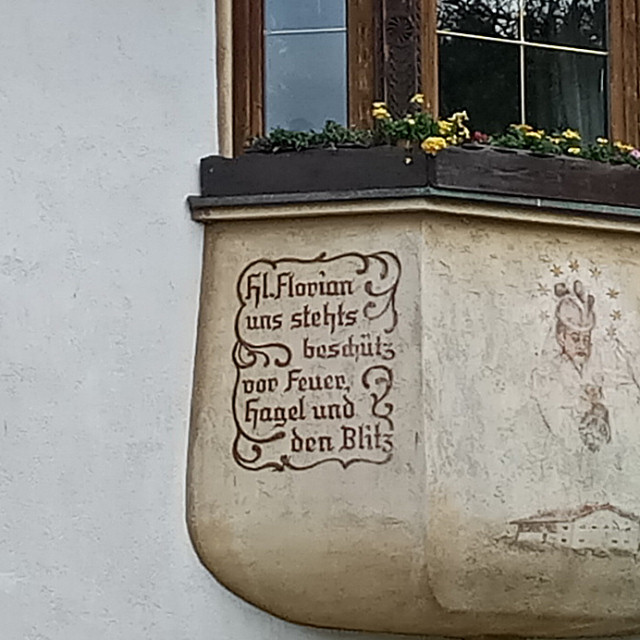 Hl. Florian
uns stehts
beschütz
vor Feuer,
Hagel und
den Blitz